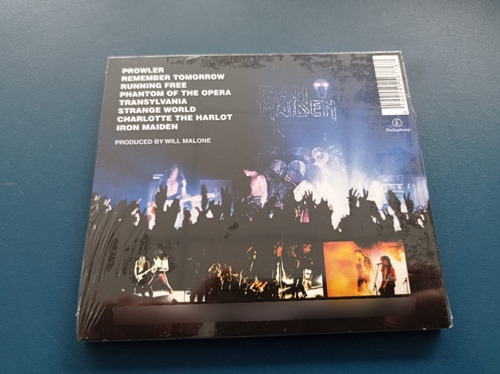 PROWLER
REMEMBER TOMORROW
RUNNING FREE
PHANTOM OF THE OPERA
TRANSYLVANIA
STRANGE WORLD
CHARLOTTE THE HARLOT
IRON MAIDEN
PRODUCED BY WILL MALONE
IRON
MAIDEN
Parlophone